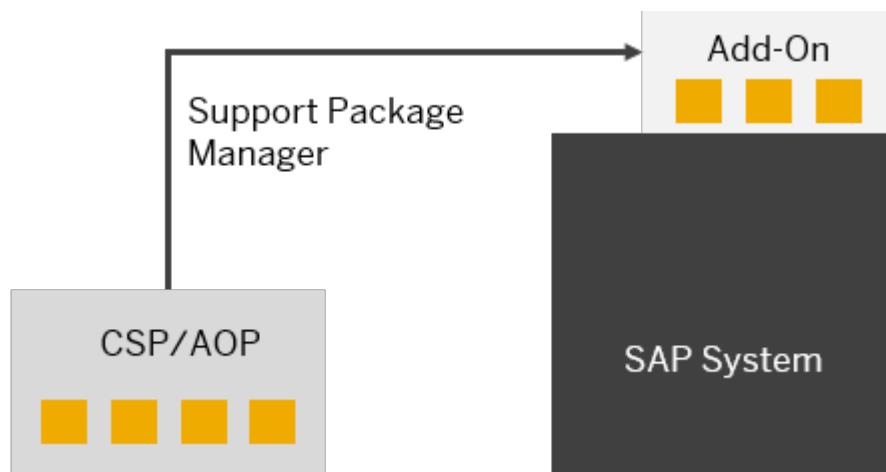 Add-On
Support Package
Manager
CSP/AOP
SAP System